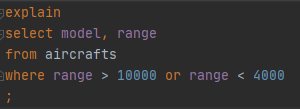 explain
select model, range
from aircrafts
where range > 10000 or range < 4000
;